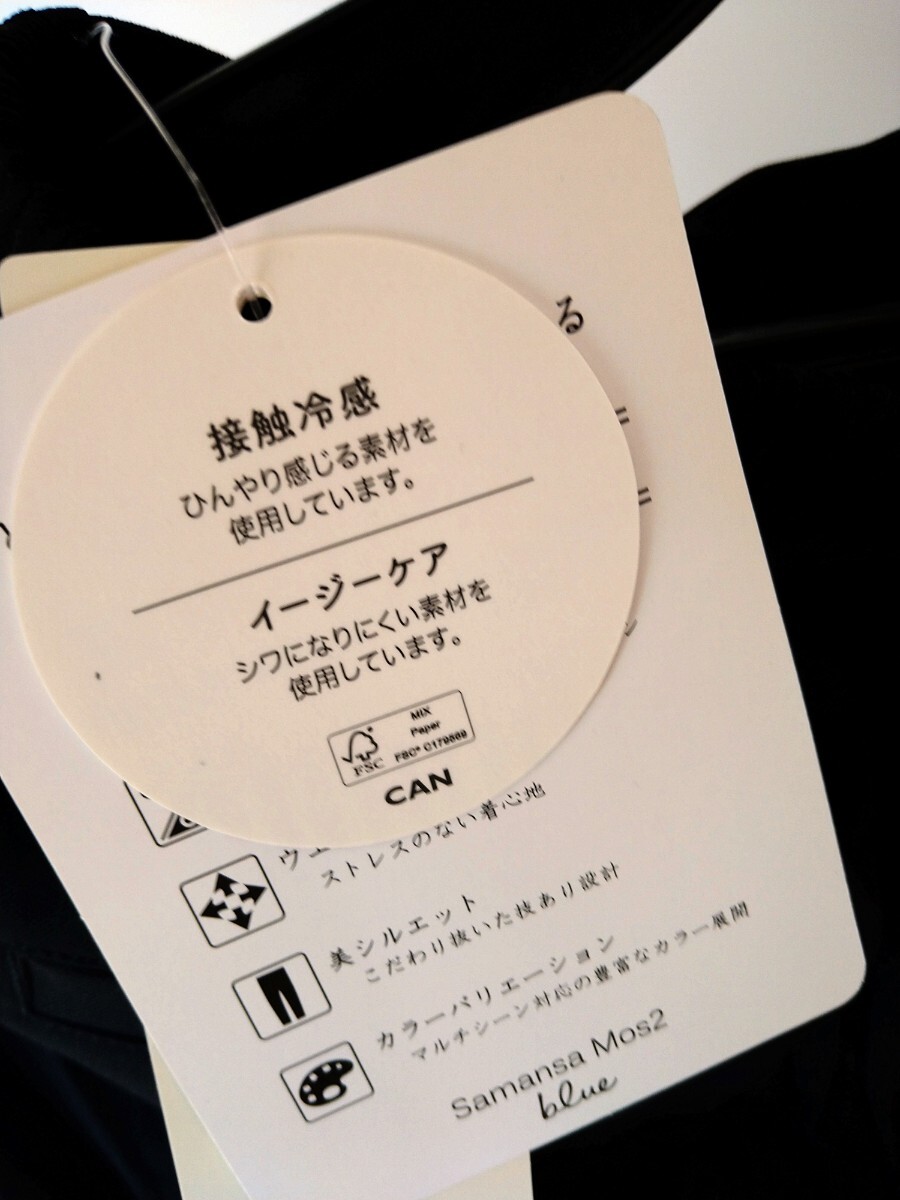 接触冷感
ひんやり感じる素材を
使用しています。
イージーケア
シワになりにくい素材を
使用しています。
FSC
MIX
Paper
FSC® C179569
CAN
る
ウエ
ストレスのない着心地
美シルエット
こだわり抜いた技あり設計
カラーバリエーション
マルチシーン対応の豊富なカラー展開
Samansa Mos2
blue